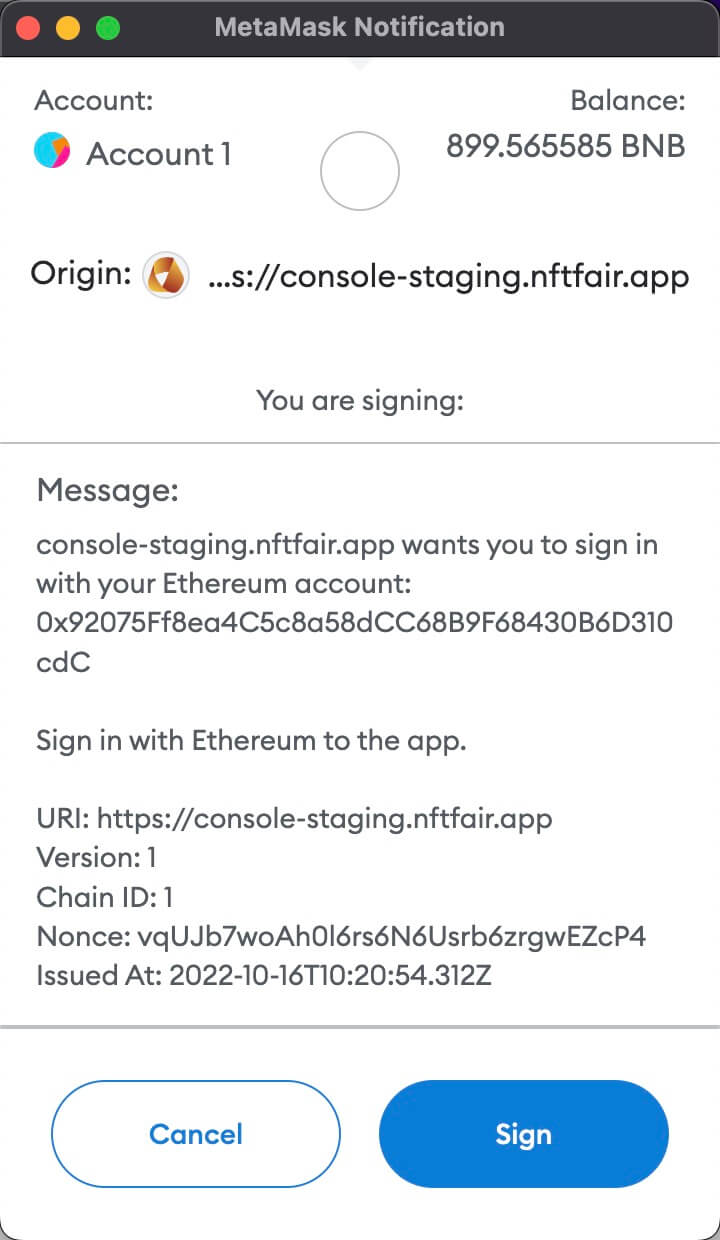 MetaMask Notification
Account:
Balance:
Account 1
899.565585 BNB
Origin:
...s://console-staging.nftfair.app
You are signing:
Message:
console-staging.nftfair.app wants you to sign in
with your Ethereum account:
0x92075Ff8ea4C5c8a58dCC68B9F68430B6D310
cdC
Sign in with Ethereum to the app.
URI: https://console-staging.nftfair.app
Version: 1
Chain ID: 1
Nonce: vqUJb7woAh0l6rs6N6Usrb6zrgwEZcP4
Issued At: 2022-10-16T10:20:54.312Z
Cancel
Sign